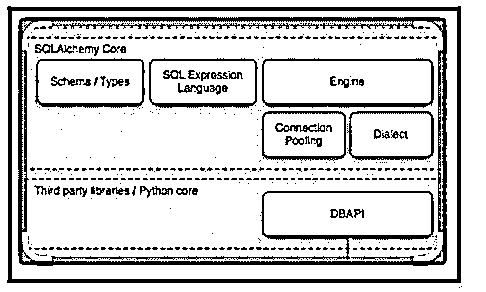 SQLAlchemy Core
Schema / Types
SQL Expression
Language
Engine
Connection
Pooling
Dialect
Third party libraries / Python core
DBAPI